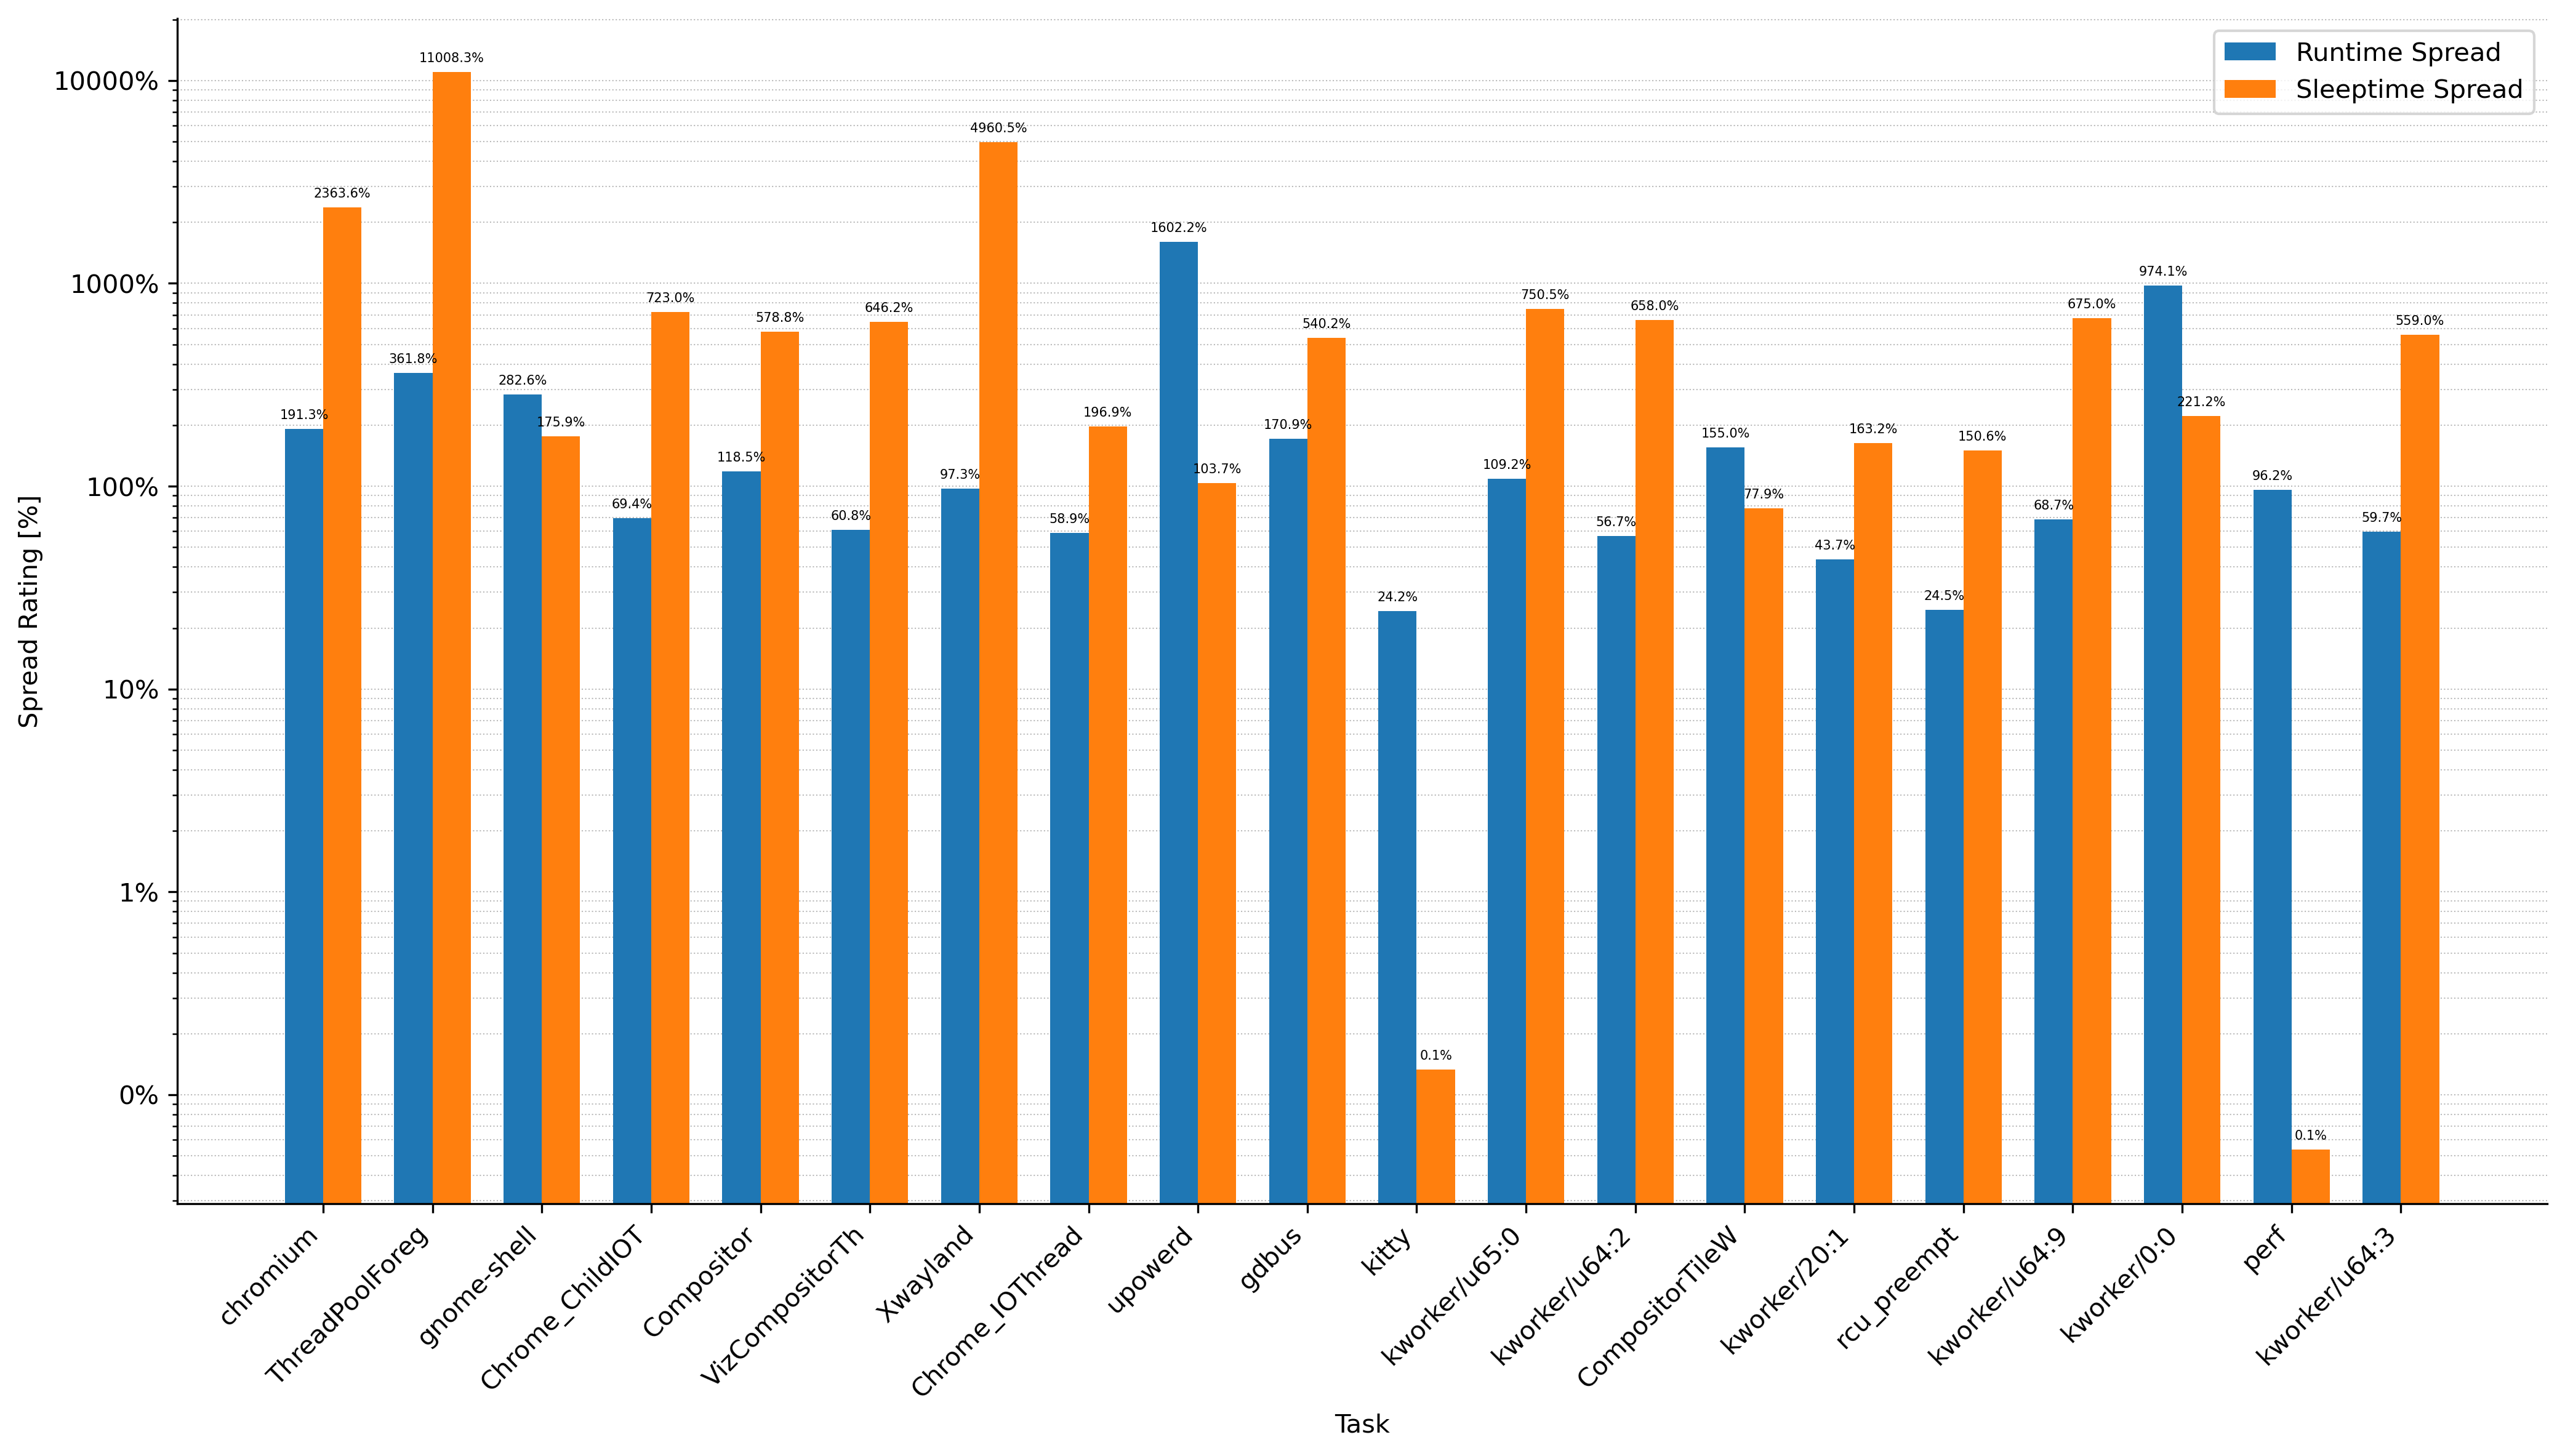 Runtime Spread
Sleeptime Spread
Spread Rating [%]
10000%
1000%
100%
10%
1%
0%
191.3%
2363.6%
361.8%
11008.3%
282.6%
175.9%
69.4%
723.0%
118.5%
578.8%
60.8%
646.2%
97.3%
4960.5%
58.9%
196.9%
1602.2%
103.7%
170.9%
540.2%
24.2%
0.1%
109.2%
750.5%
56.7%
658.0%
155.0%
77.9%
43.7%
163.2%
24.5%
150.6%
68.7%
675.0%
974.1%
221.2%
96.2%
0.1%
59.7%
559.0%
chromium
ThreadPoolForeg
gnome-shell
Chrome_ChildIOT
Compositor
VizCompositorTh
Xwayland
Chrome_IOThread
upowerd
gdbus
kitty
kworker/u65:0
kworker/u64:2
CompositorTileW
kworker/20:1
rcu_preempt
kworker/u64:9
kworker/0:0
perf
kworker/u64:3
Task